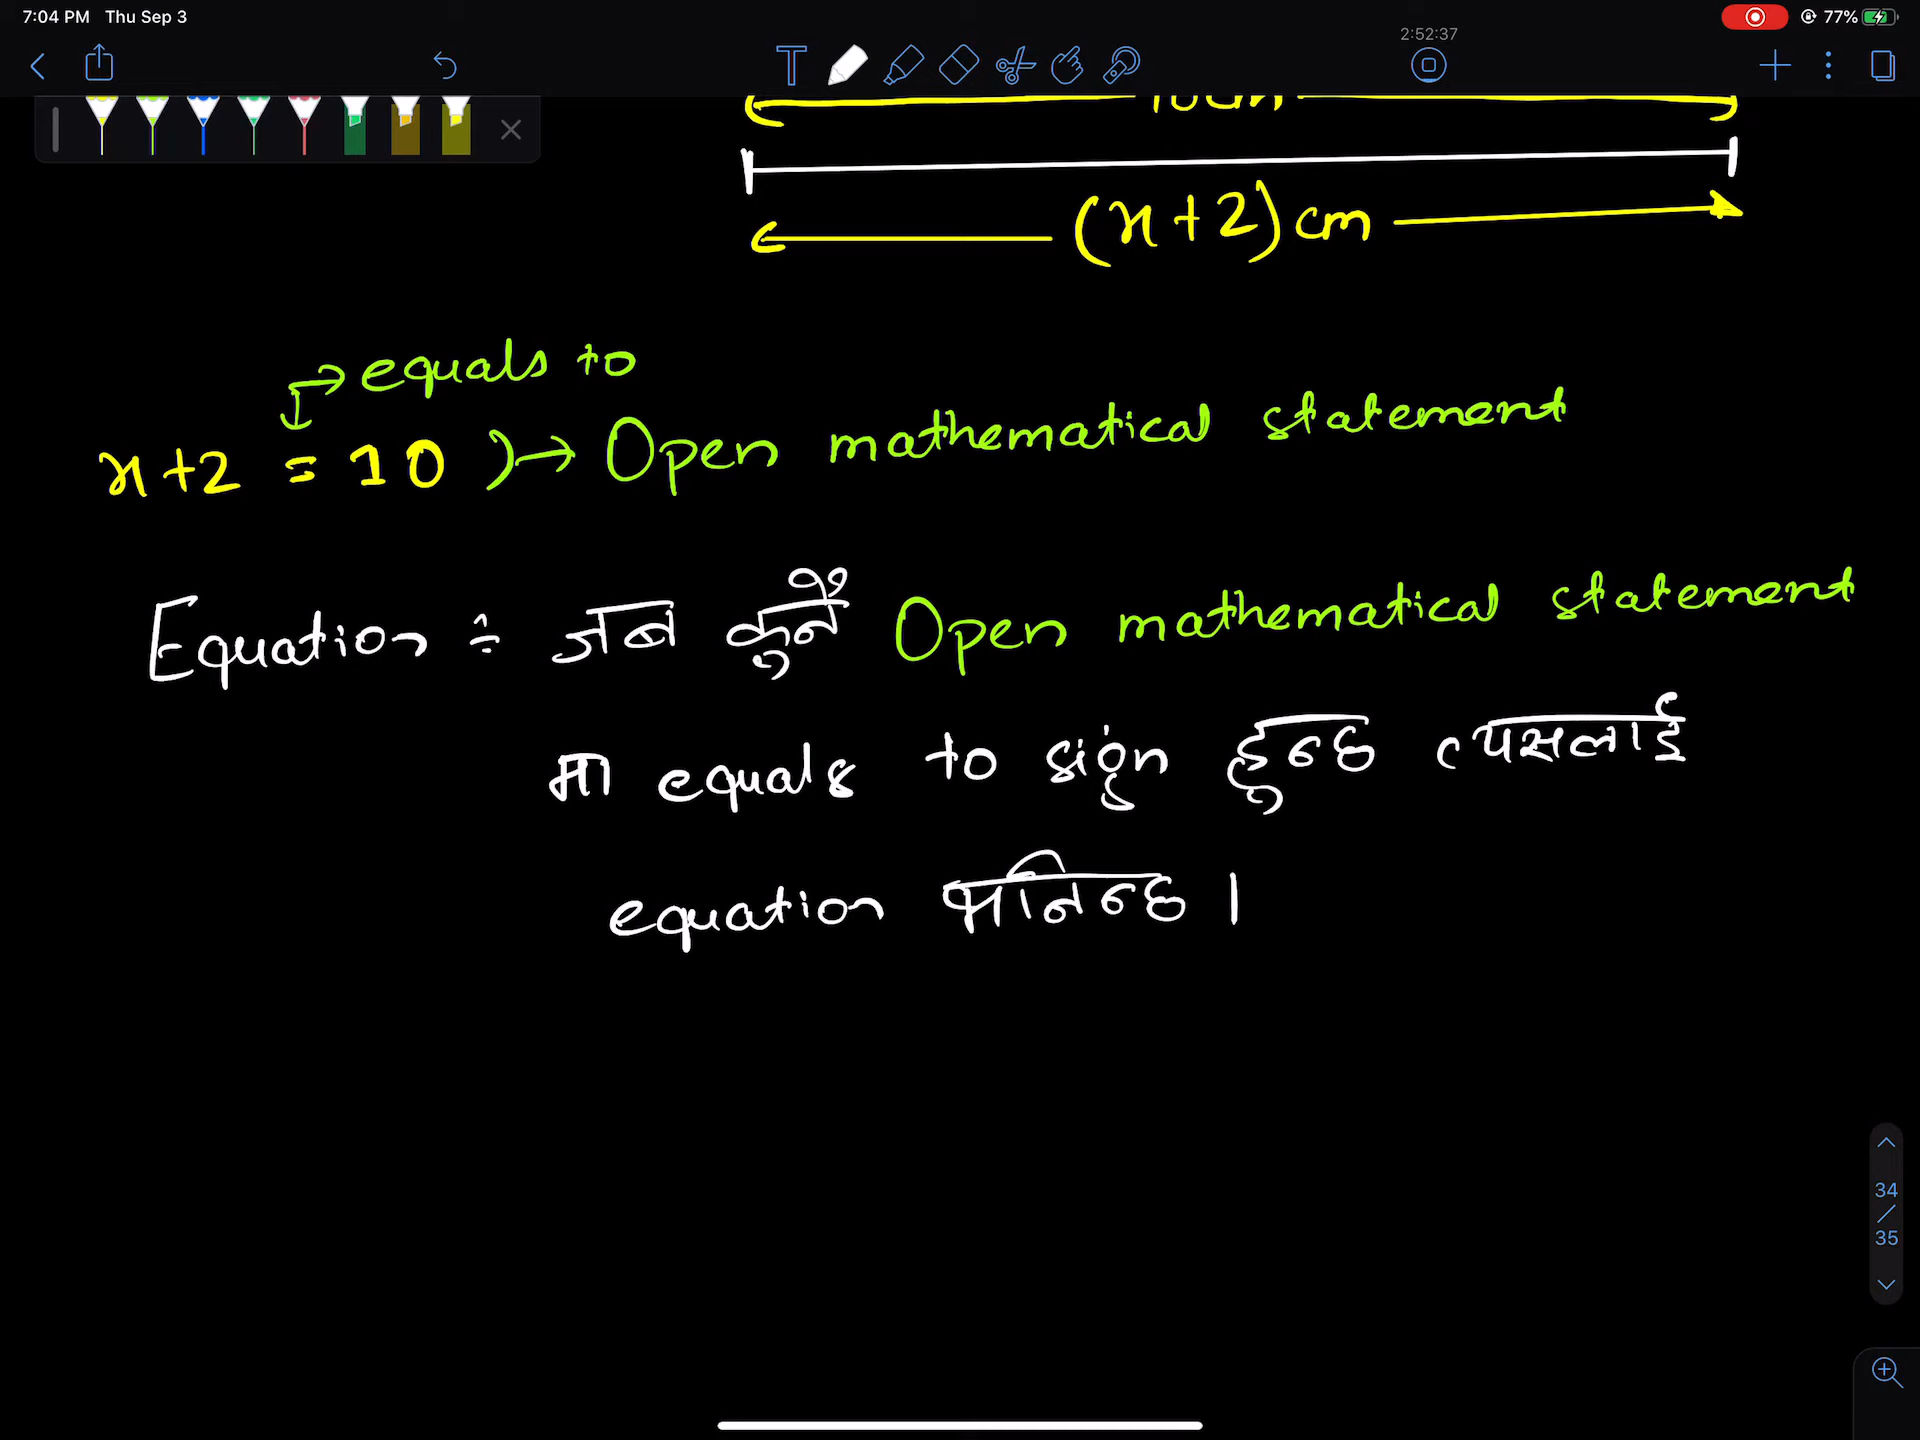 7:04 PM Thu Sep 3
77%
2:52:37
T
10cm
(x+2) cm
→ equals to
x+2 = 10 ) → Open mathematical statement
Equation ÷ जब कुनै Open mathematical statement
मा equals to sign हुन्छ त्यसलाई
equation भनिन्छ ।
34
/
35